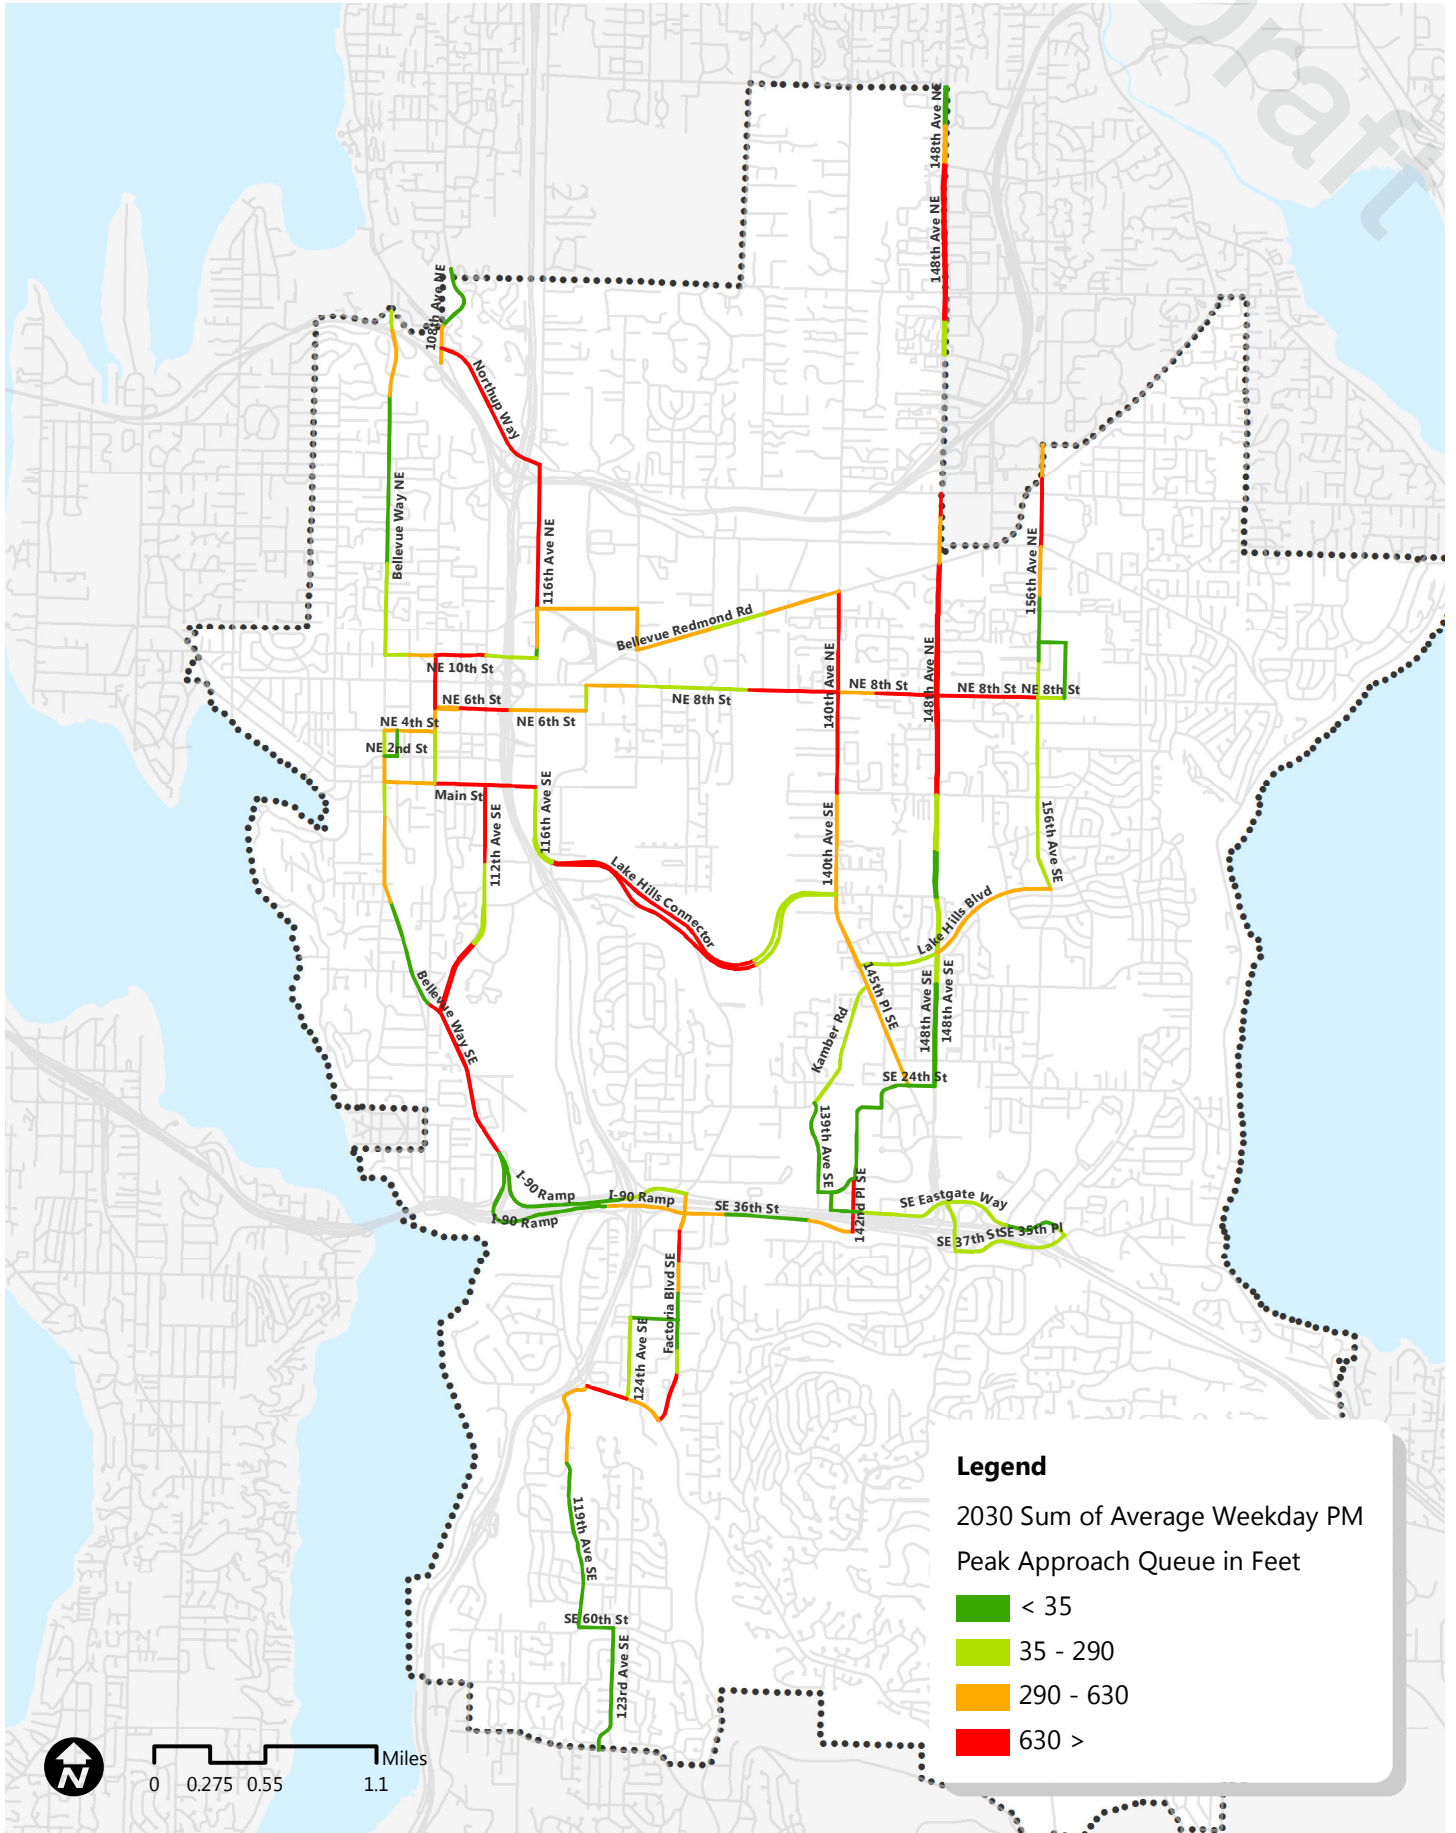 Draft
148th Ave NE
148th Ave NE
108th Ave NE
Northup Way
Bellevue Way NE
116th Ave NE
156th Ave NE
Bellevue Redmond Rd
NE 10th St
140th Ave NE
148th Ave NE
NE 8th St
NE 8th St
NE 8th St
NE 8th St
NE 6th St
NE 6th St
NE 4th St
NE 2nd St
Main St
116th Ave SE
112th Ave SE
140th Ave SE
156th Ave SE
Lake Hills Connector
Lake Hills Blvd
145th Pl SE
148th Ave SE
148th Ave SE
Bellevue Way SE
Kamber Rd
SE 24th St
139th Ave SE
142nd Pl SE
I-90 Ramp
I-90 Ramp
I-90 Ramp
SE 36th St
SE Eastgate Way
SE 37th St
SE 35th Pl
Factoria Blvd SE
124th Ave SE
119th Ave SE
SE 60th St
123rd Ave SE
Legend
2030 Sum of Average Weekday PM
Peak Approach Queue in Feet
< 35
35 - 290
290 - 630
630 >
N
Miles
0 0.275 0.55 1.1